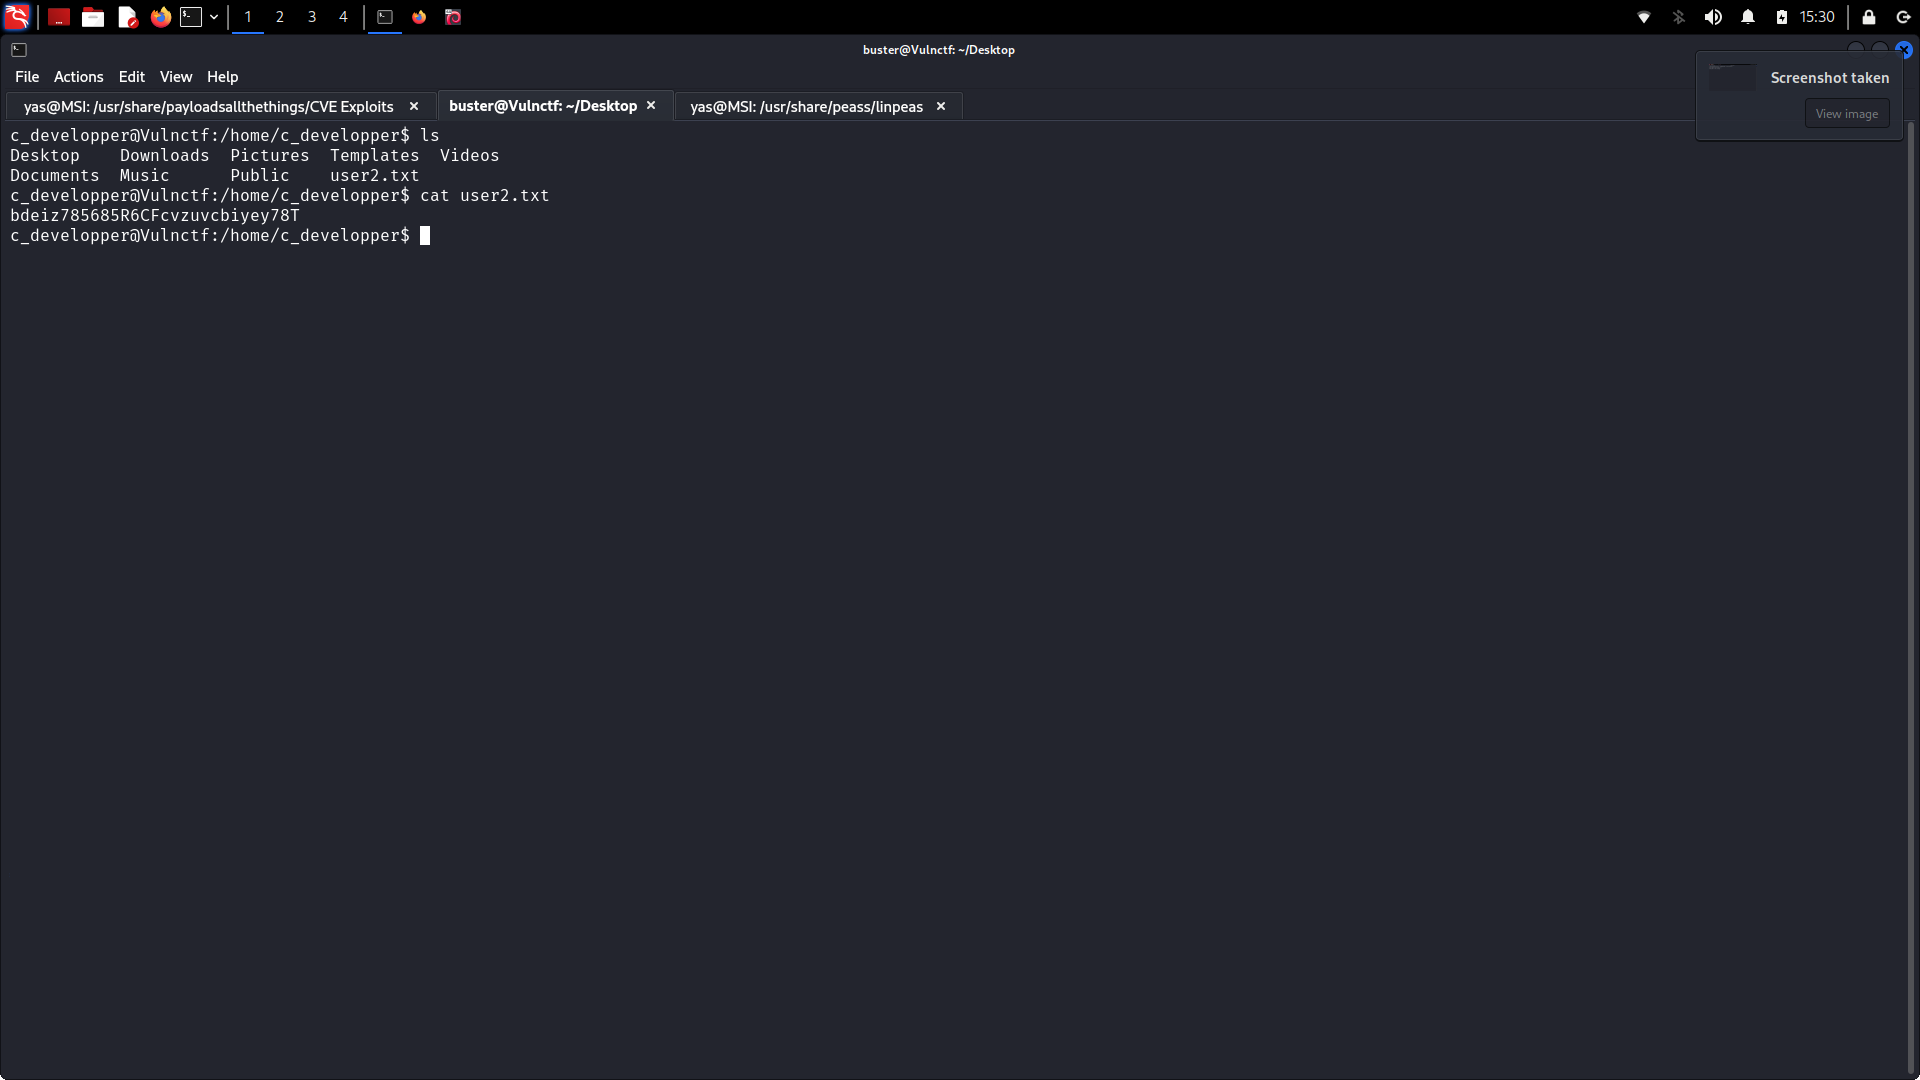 1 2 3 4 15:30
buster@Vulnctf: ~/Desktop
File Actions Edit View Help
Screenshot taken
View image
yas@MSI: /usr/share/payloadsallthethings/CVE Exploits × buster@Vulnctf: ~/Desktop × yas@MSI: /usr/share/peass/linpeas ×
c_developper@Vulnctf:/home/c_developper$ ls
Desktop Downloads Pictures Templates Videos
Documents Music Public user2.txt
c_developper@Vulnctf:/home/c_developper$ cat user2.txt
bdeiz785685R6CFcvzuvcbiyey78T
c_developper@Vulnctf:/home/c_developper$